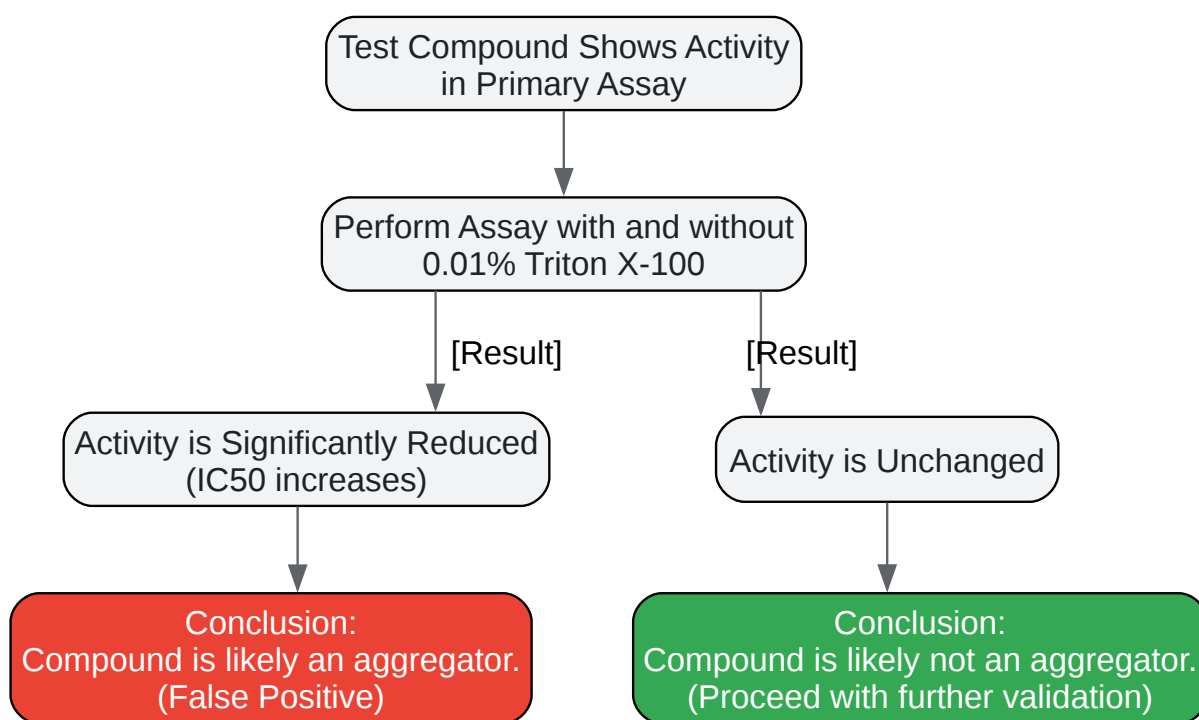 Test Compound Shows Activity
in Primary Assay
Perform Assay with and without
0.01% Triton X-100
[Result]
[Result]
Activity is Significantly Reduced
(IC50 increases)
Activity is Unchanged
Conclusion:
Compound is likely an aggregator.
(False Positive)
Conclusion:
Compound is likely not an aggregator.
(Proceed with further validation)